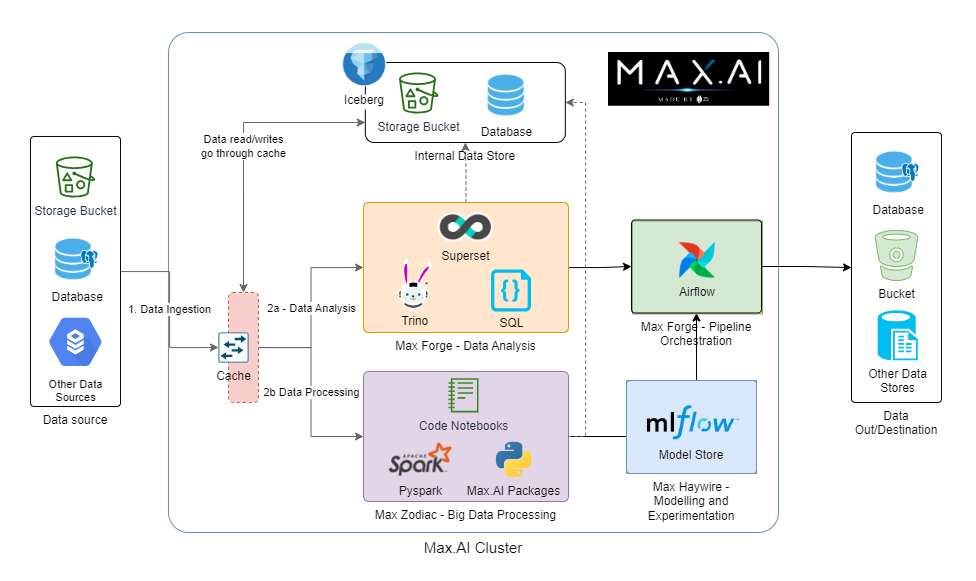 MAX.AI
MADE BY
Iceberg
Storage Bucket
Database
Internal Data Store
Data read/writes
go through cache
Storage Bucket
Database
Other Data
Sources
Data source
1. Data Ingestion
Cache
2a - Data Analysis
2b Data Processing
Superset
Trino
SQL
Max Forge - Data Analysis
Code Notebooks
APACHE
Spark
Pyspark
Max.AI Packages
Max Zodiac - Big Data Processing
Airflow
Max Forge - Pipeline
Orchestration
mlflow
Model Store
Max Haywire -
Modelling and
Experimentation
Database
Bucket
Other Data
Stores
Data
Out/Destination
Max.AI Cluster